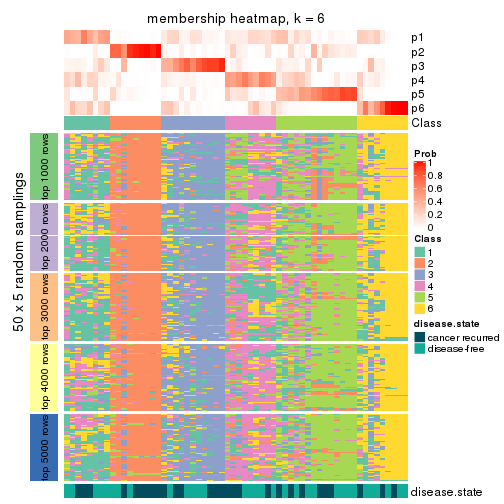 membership heatmap, k = 6
p1
p2
p3
p4
p5
p6
Class
50 x 5 random samplings
top 1000 rows
top 2000 rows
top 3000 rows
top 4000 rows
top 5000 rows
Prob
1
0.8
0.6
0.4
0.2
0
Class
1
2
3
4
5
6
disease.state
cancer recurred
disease-free
disease.state